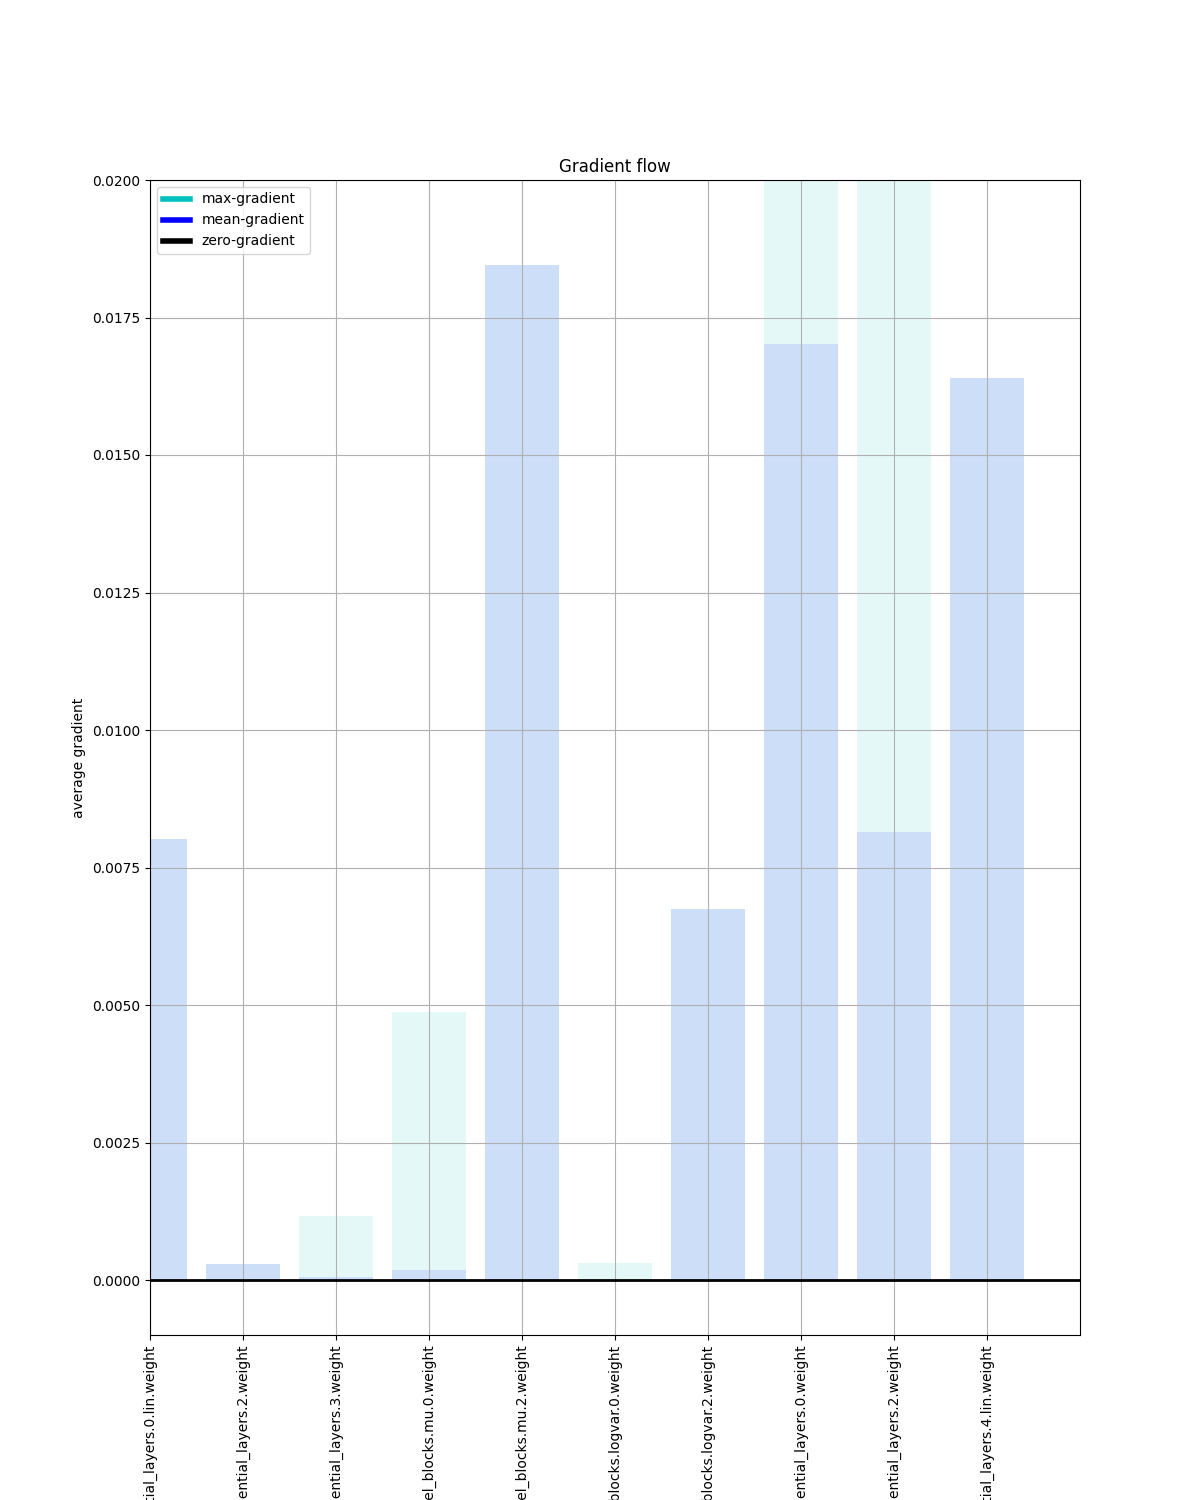 Gradient flow
max-gradient
mean-gradient
zero-gradient
0.0200
0.0175
0.0150
0.0125
0.0100
0.0075
0.0050
0.0025
0.0000
average gradient
tial_layers.0.lin.weight
ential_layers.2.weight
ential_layers.3.weight
el_blocks.mu.0.weight
el_blocks.mu.2.weight
blocks.logvar.0.weight
blocks.logvar.2.weight
ential_layers.0.weight
ential_layers.2.weight
tial_layers.4.lin.weight